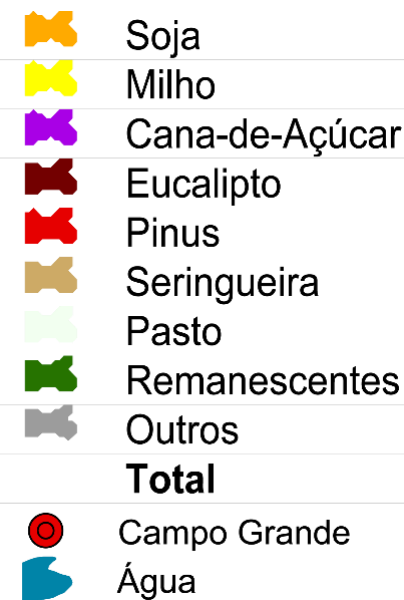 Soja
Milho
Cana-de-Açúcar
Eucalipto
Pinus
Seringueira
Pasto
Remanescentes
Outros
Total
Campo Grande
Água